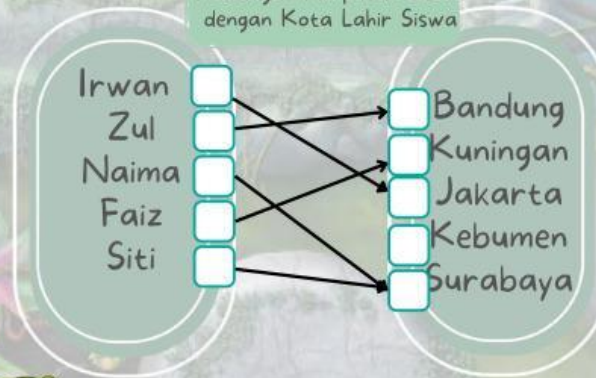 dengan Kota Lahir Siswa
Irwan
Zul
Naima
Faiz
Siti
Bandung
Kuningan
Jakarta
Kebumen
Surabaya